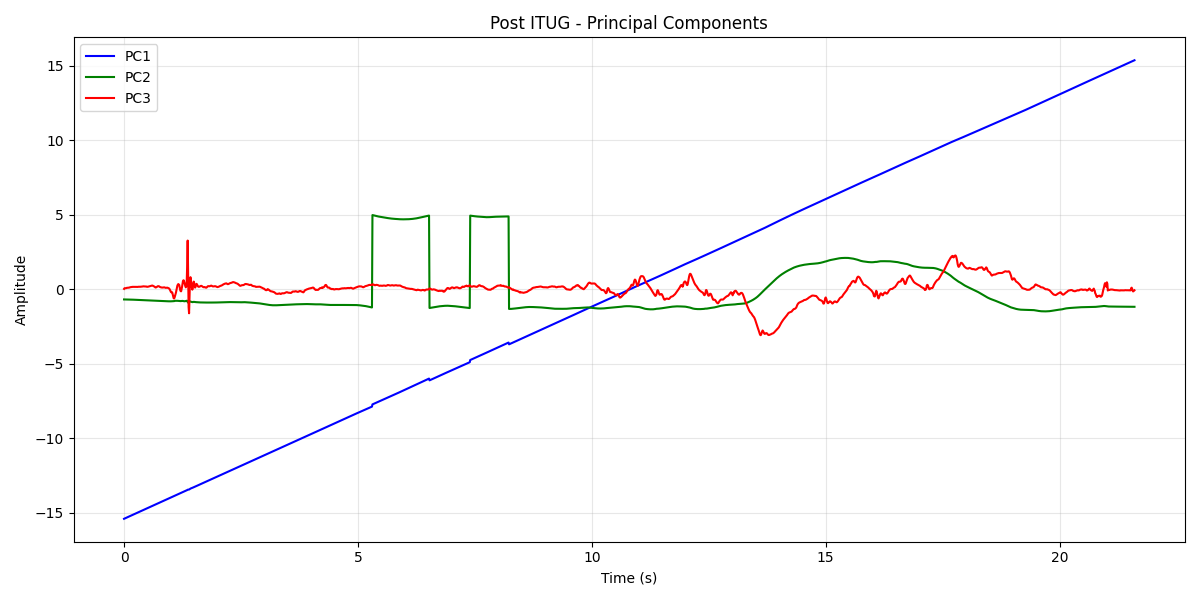 Post ITUG - Principal Components
PC1
PC2
PC3
Amplitude
15
10
5
0
−5
−10
−15
0 5 10 15 20
Time (s)